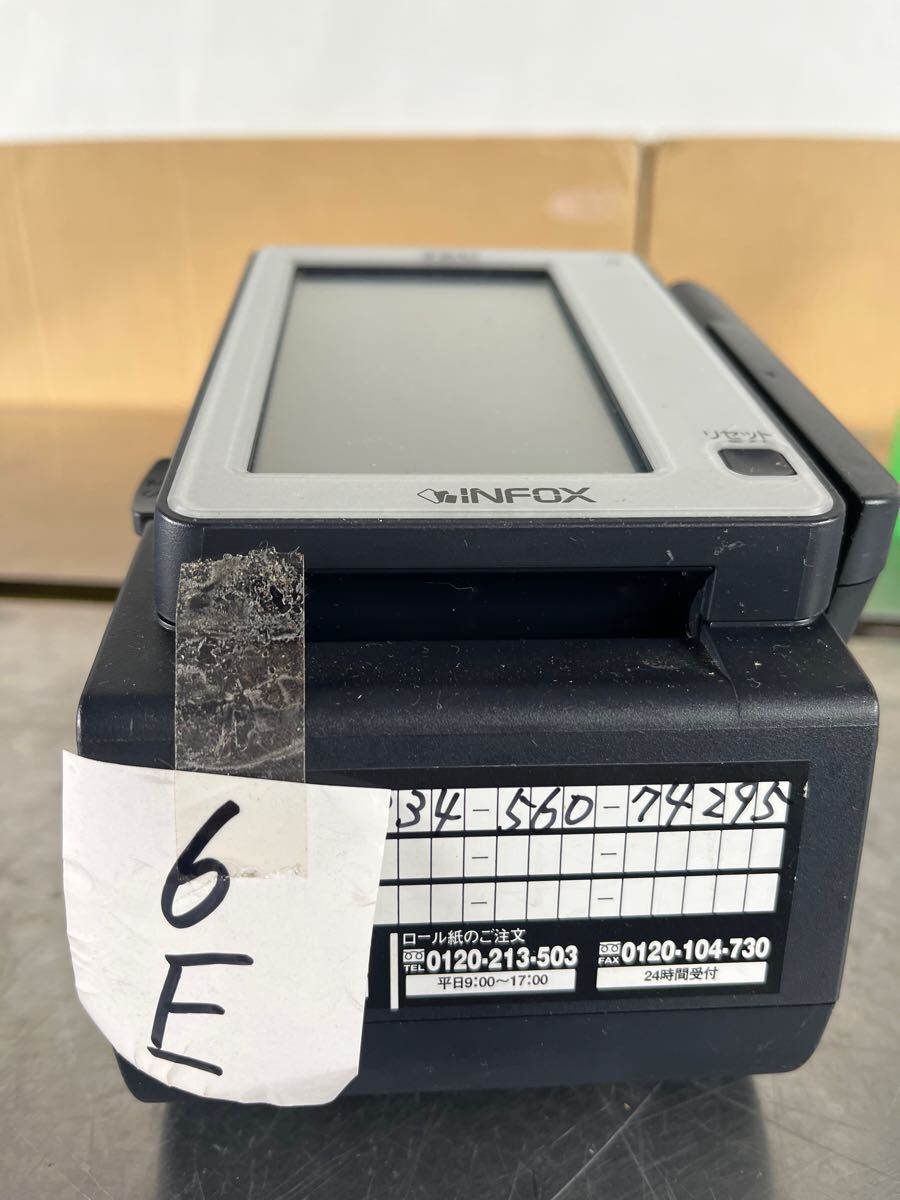 リセット
INFOX
34-560-74295
6
E
ロール紙のご注文
TEL 0120-213-503
平日9:00〜17:00
FAX 0120-104-730
24時間受付